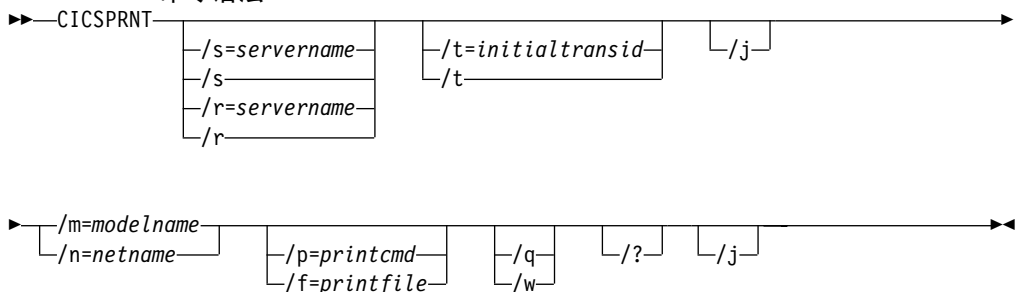 CICSPRNT
/s=servername
/s
/r=servername
/r
/t=initialtransid
/t
/j
/m=modelname
/n=netname
/p=printcmd
/f=printfile
/q
/w
/?
/j